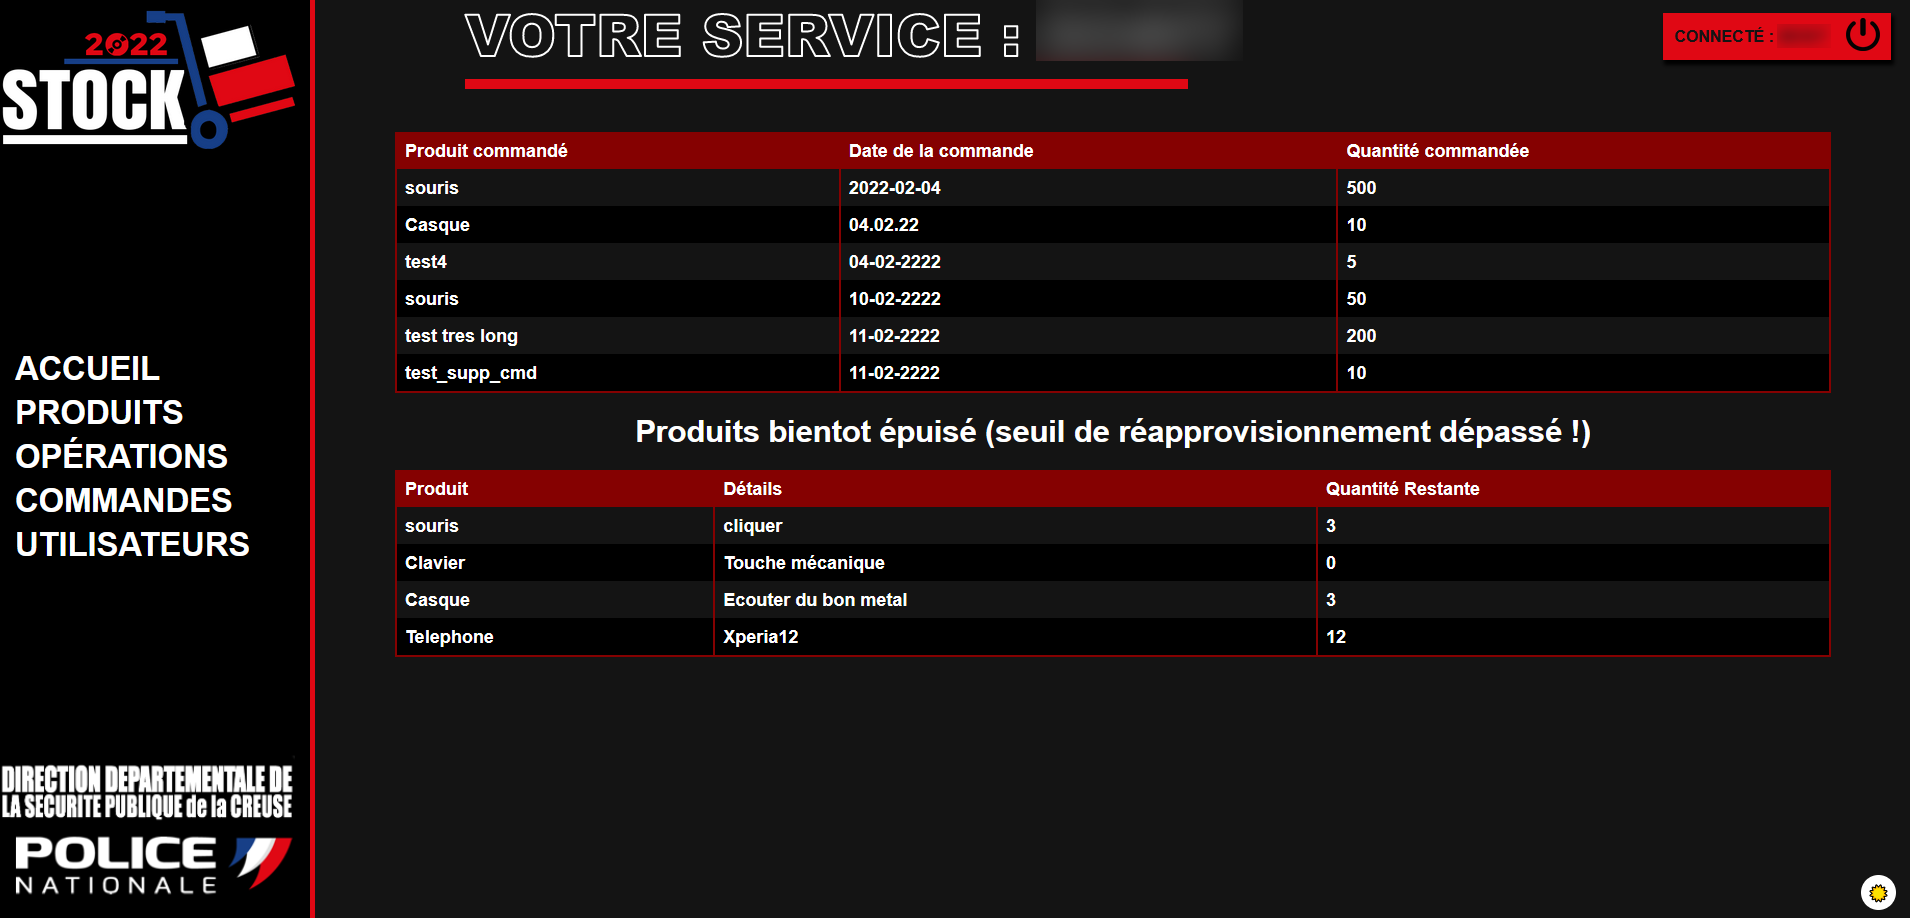 2022
STOCK
ACCUEIL
PRODUITS
OPÉRATIONS
COMMANDES
UTILISATEURS
DIRECTION DEPARTEMENTALE DE
LA SECURITE PUBLIQUE de la CREUSE
POLICE
NATIONALE
VOTRE SERVICE :
CONNECTÉ :
Produit commandé Date de la commande Quantité commandée
souris 2022-02-04 500
Casque 04.02.22 10
test4 04-02-2222 5
souris 10-02-2222 50
test tres long 11-02-2222 200
test_supp_cmd 11-02-2222 10
Produits bientot épuisé (seuil de réapprovisionnement dépassé !)
Produit Détails Quantité Restante
souris cliquer 3
Clavier Touche mécanique 0
Casque Ecouter du bon metal 3
Telephone Xperia12 12